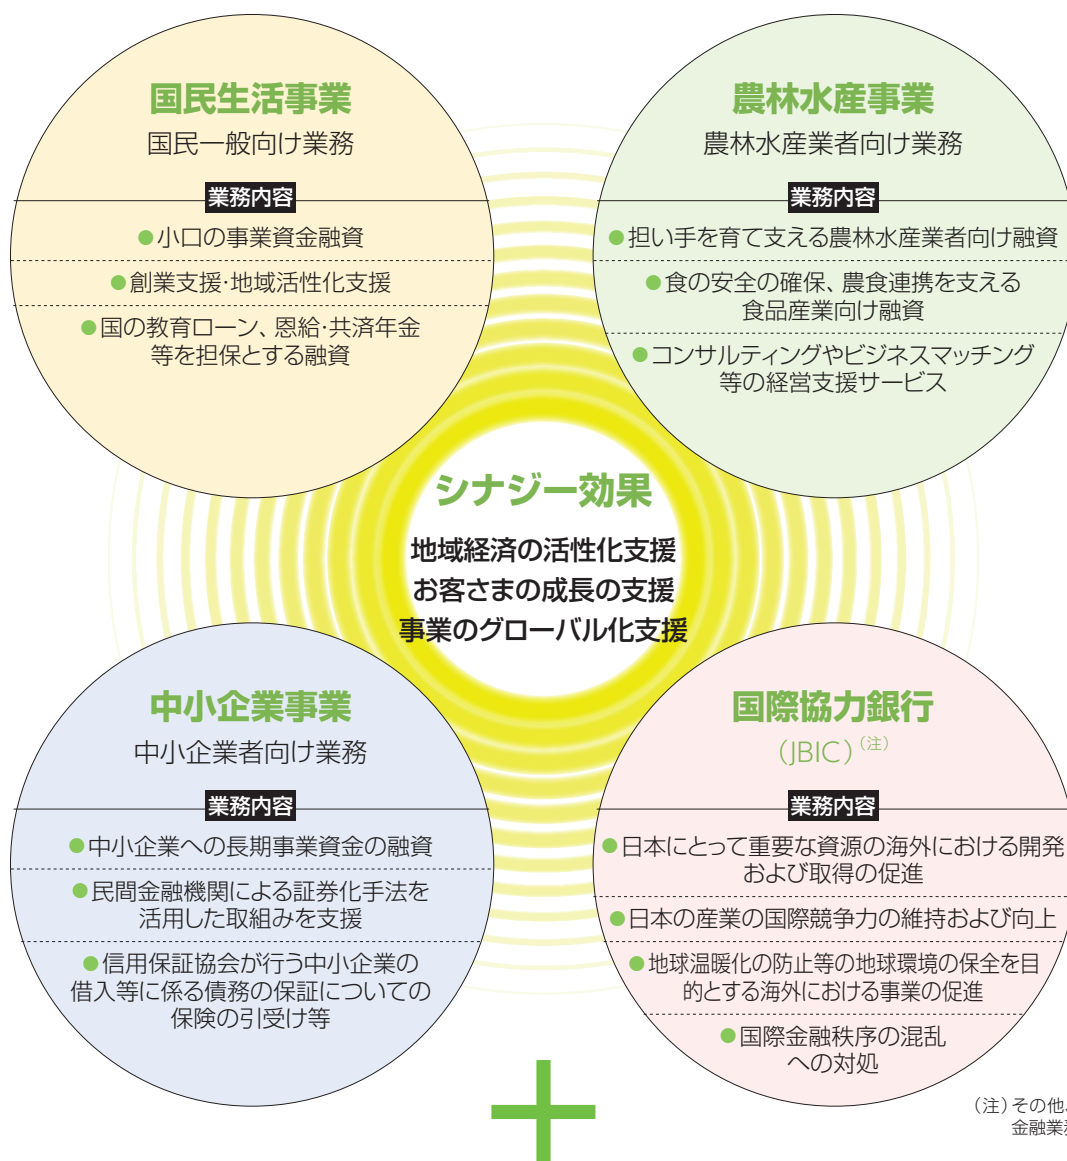 国民生活事業
国民一般向け業務
業務内容
●小口の事業資金融資
●創業支援・地域活性化支援
●国の教育ローン、恩給・共済年金
等を担保とする融資
農林水産事業
農林水産業者向け業務
業務内容
●担い手を育て支える農林水産業者向け融資
●食の安全の確保、農食連携を支える
食品産業向け融資
●コンサルティングやビジネスマッチング
等の経営支援サービス
シナジー効果
地域経済の活性化支援
お客さまの成長の支援
事業のグローバル化支援
中小企業事業
中小企業者向け業務
業務内容
●中小企業への長期事業資金の融資
●民間金融機関による証券化手法を
活用した取組みを支援
●信用保証協会が行う中小企業の
借入等に係る債務の保証についての
保険の引受け等
国際協力銀行
(JBIC)(注)
業務内容
●日本にとって重要な資源の海外における開発
および取得の促進
●日本の産業の国際競争力の維持および向上
●地球温暖化の防止等の地球環境の保全を目
的とする海外における事業の促進
●国際金融秩序の混乱
への対処
+
(注)その他、
金融業